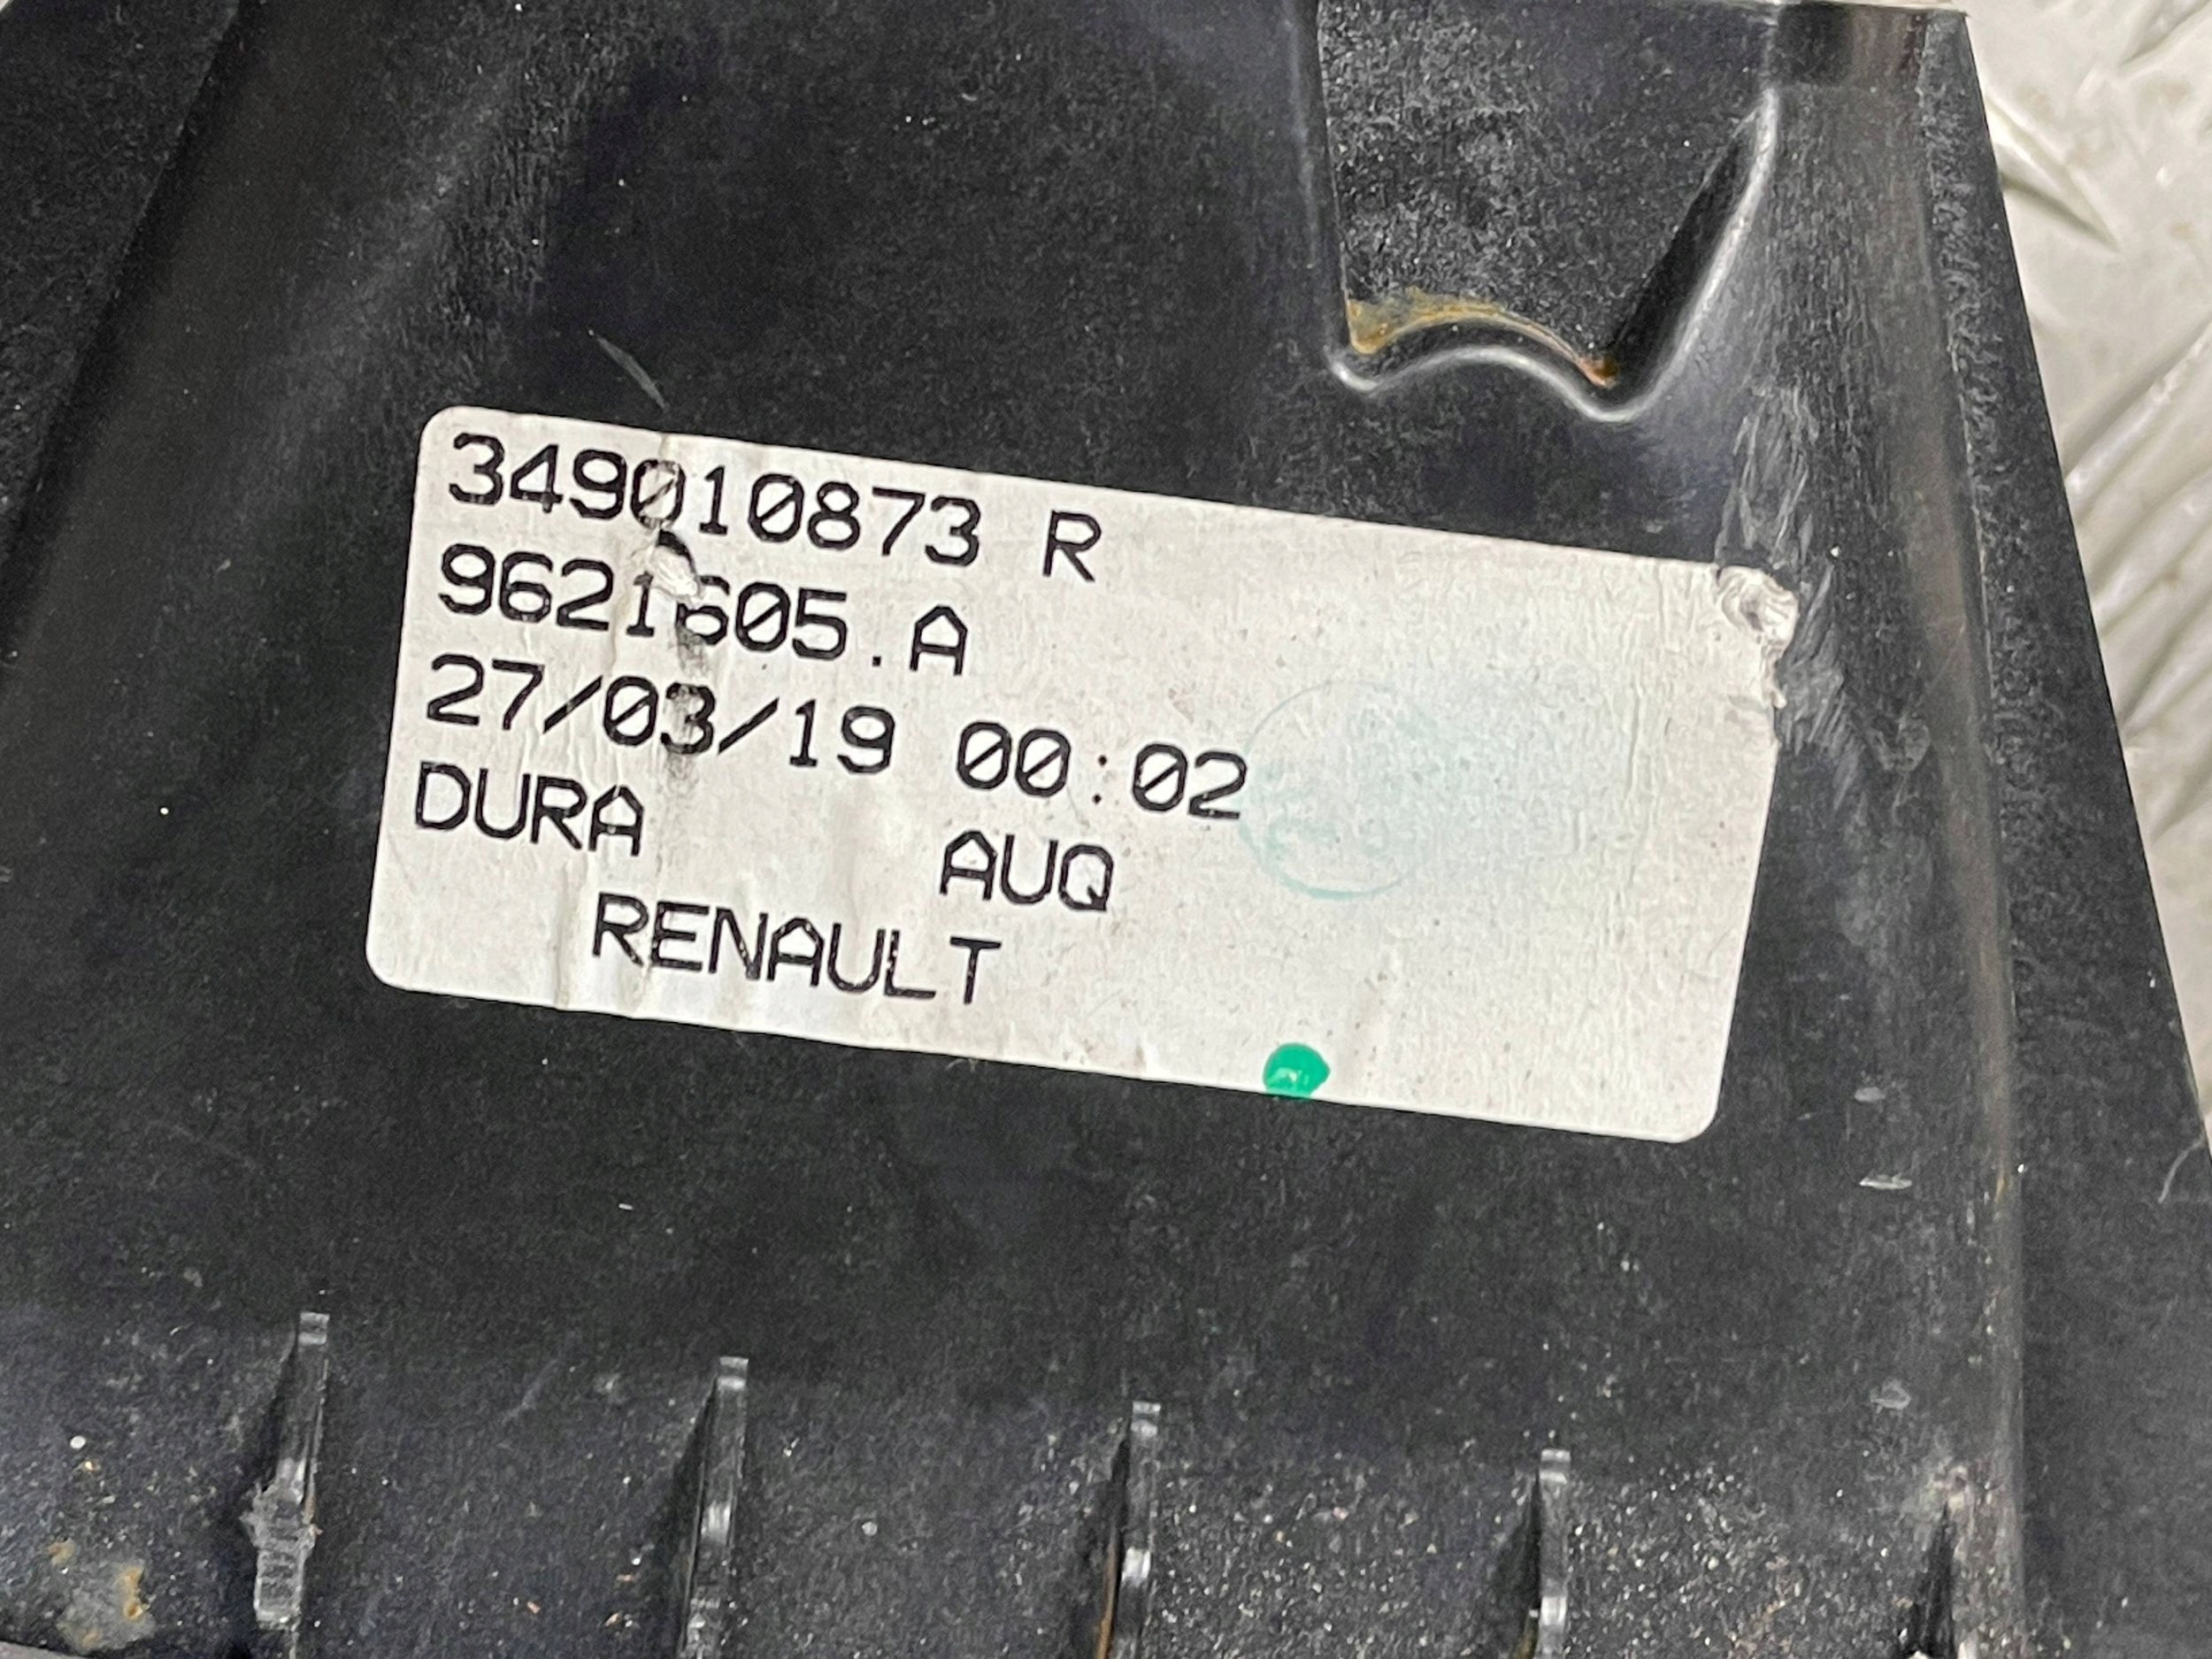 349010873 R
9621605.A
27/03/19 00:02
DURA AUQ
RENAULT